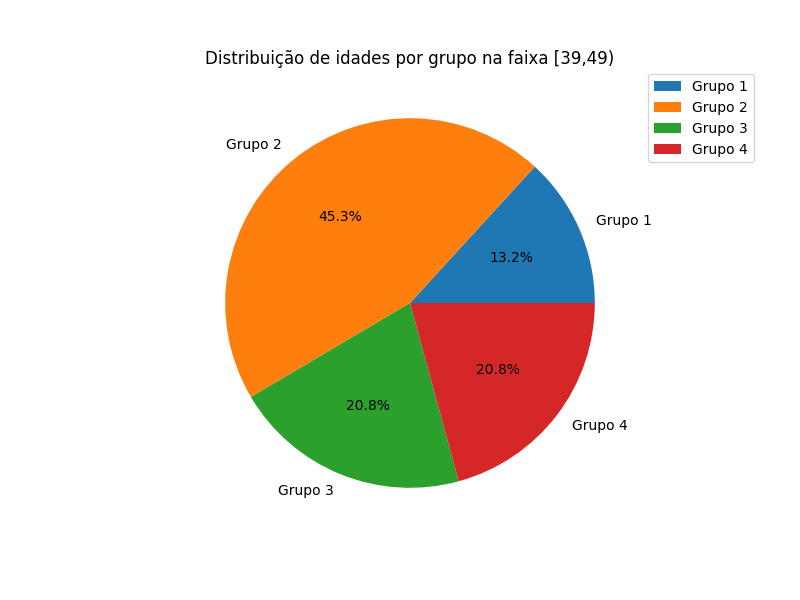 Distribuição de idades por grupo na faixa [39,49)
Grupo 1
Grupo 2
Grupo 3
Grupo 4
Grupo 2
45.3%
Grupo 1
13.2%
20.8%
20.8%
Grupo 4
Grupo 3